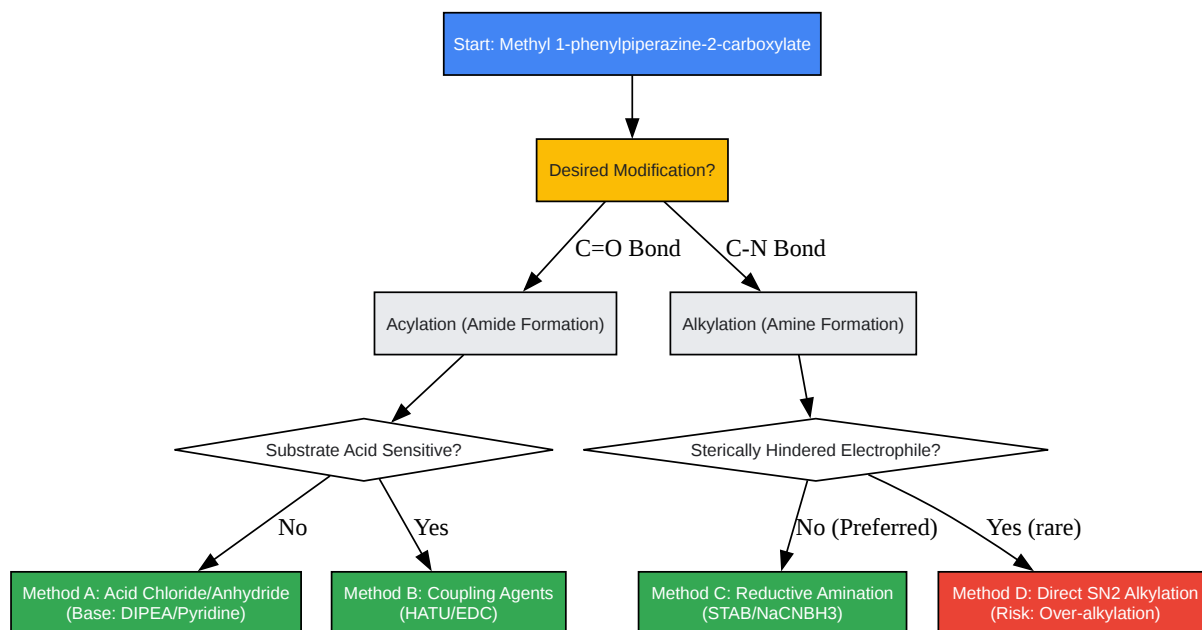 Start: Methyl 1-phenylpiperazine-2-carboxylate
Desired Modification?
C=O Bond
C-N Bond
Acylation (Amide Formation)
Alkylation (Amine Formation)
Substrate Acid Sensitive?
Sterically Hindered Electrophile?
No
Yes
No (Preferred)
Yes (rare)
Method A: Acid Chloride/Anhydride
(Base: DIPEA/Pyridine)
Method B: Coupling Agents
(HATU/EDC)
Method C: Reductive Amination
(STAB/NaCNBH3)
Method D: Direct SN2 Alkylation
(Risk: Over-alkylation)